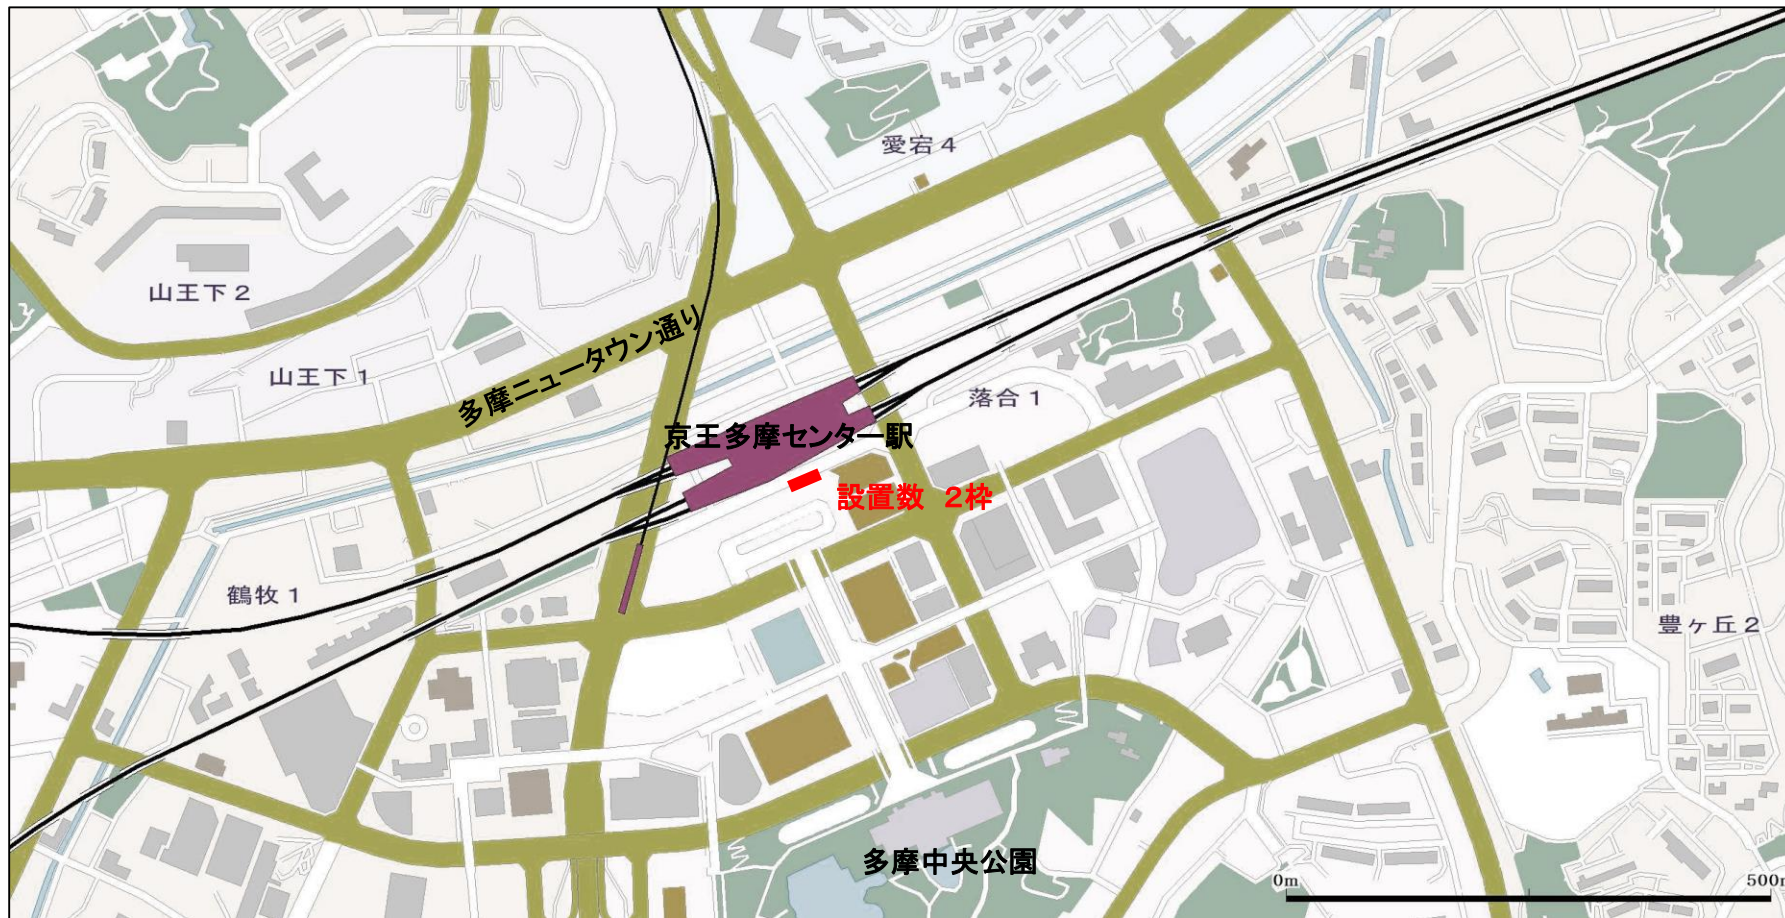 愛宕4
山王下2
多摩ニュータウン通り
山王下1
落合1
京王多摩センター駅
設置数 2枠
鶴牧1
豊ヶ丘2
多摩中央公園
0m
500m